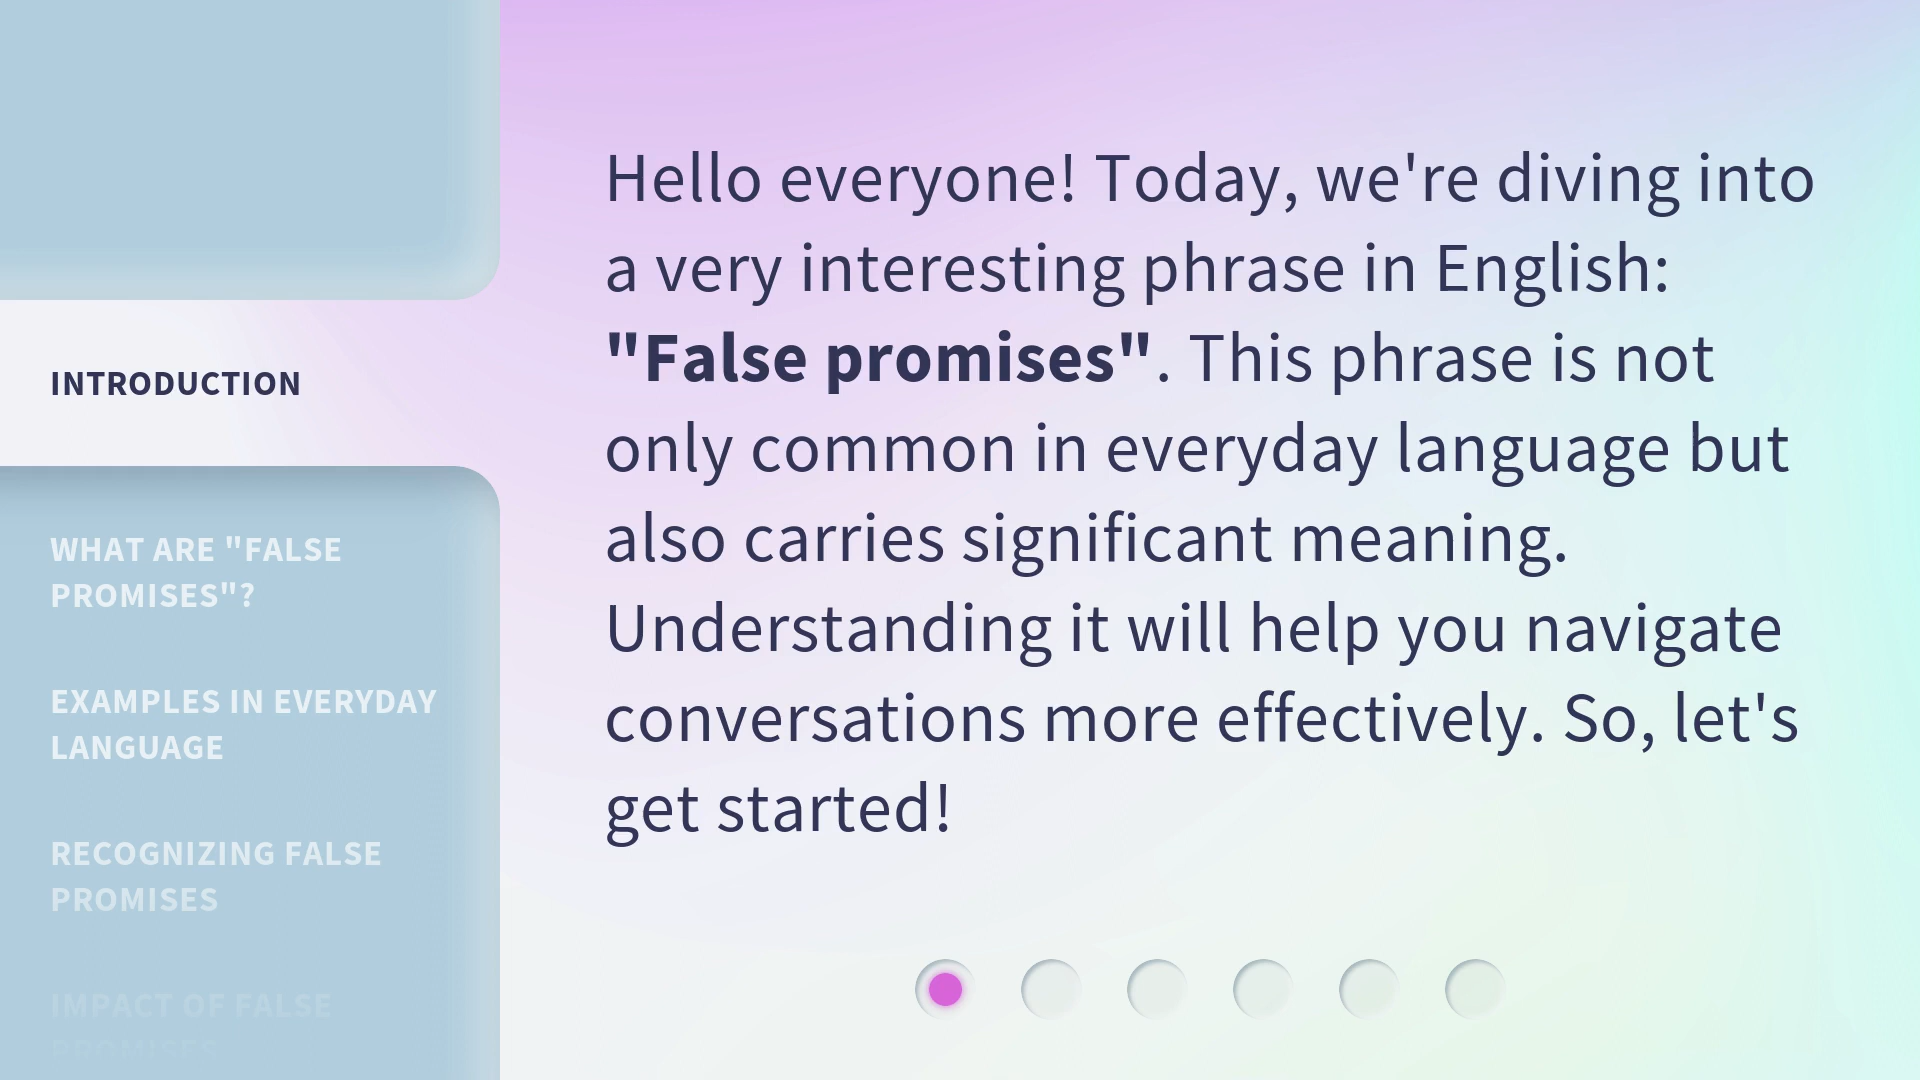 INTRODUCTION
WHAT ARE "FALSE
PROMISES"?
EXAMPLES IN EVERYDAY
LANGUAGE
RECOGNIZING FALSE
PROMISES
IMPACT OF FALSE
PROMISES
Hello everyone! Today, we're diving into
a very interesting phrase in English:
"False promises". This phrase is not
only common in everyday language but
also carries significant meaning.
Understanding it will help you navigate
conversations more effectively. So, let's
get started!